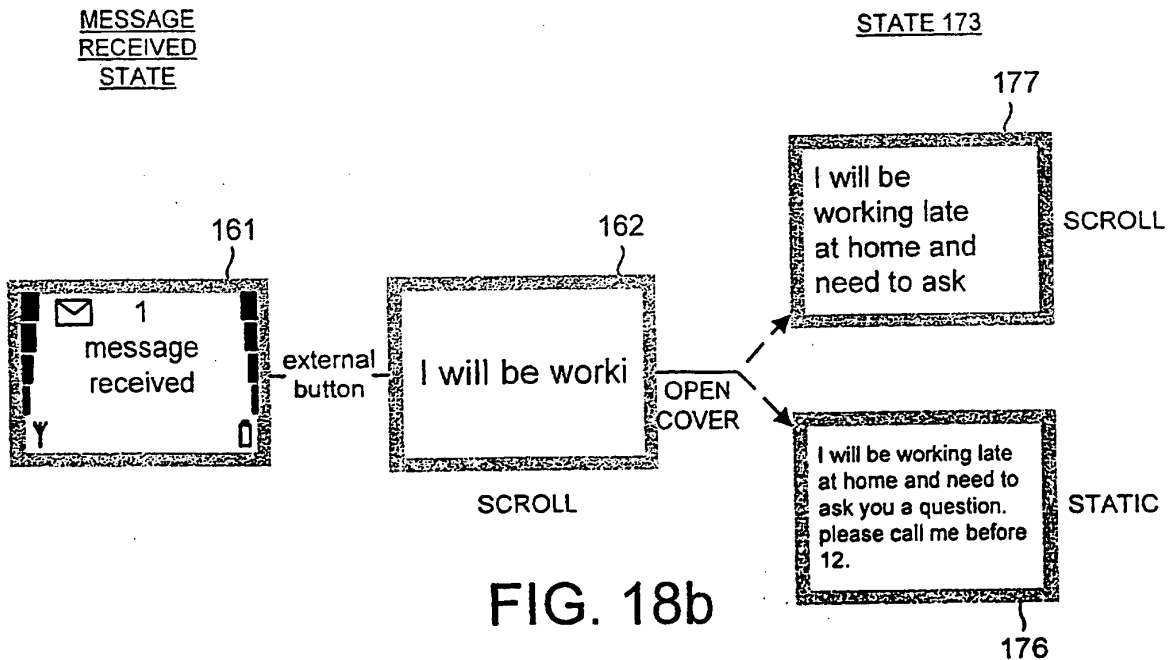 MESSAGE
RECEIVED
STATE
STATE 173
177
I will be
working late
at home and
need to ask
SCROLL
161
1
message
received
external
button
162
I will be worki
SCROLL
OPEN
COVER
I will be working late
at home and need to
ask you a question.
please call me before
12.
STATIC
176
FIG. 18b